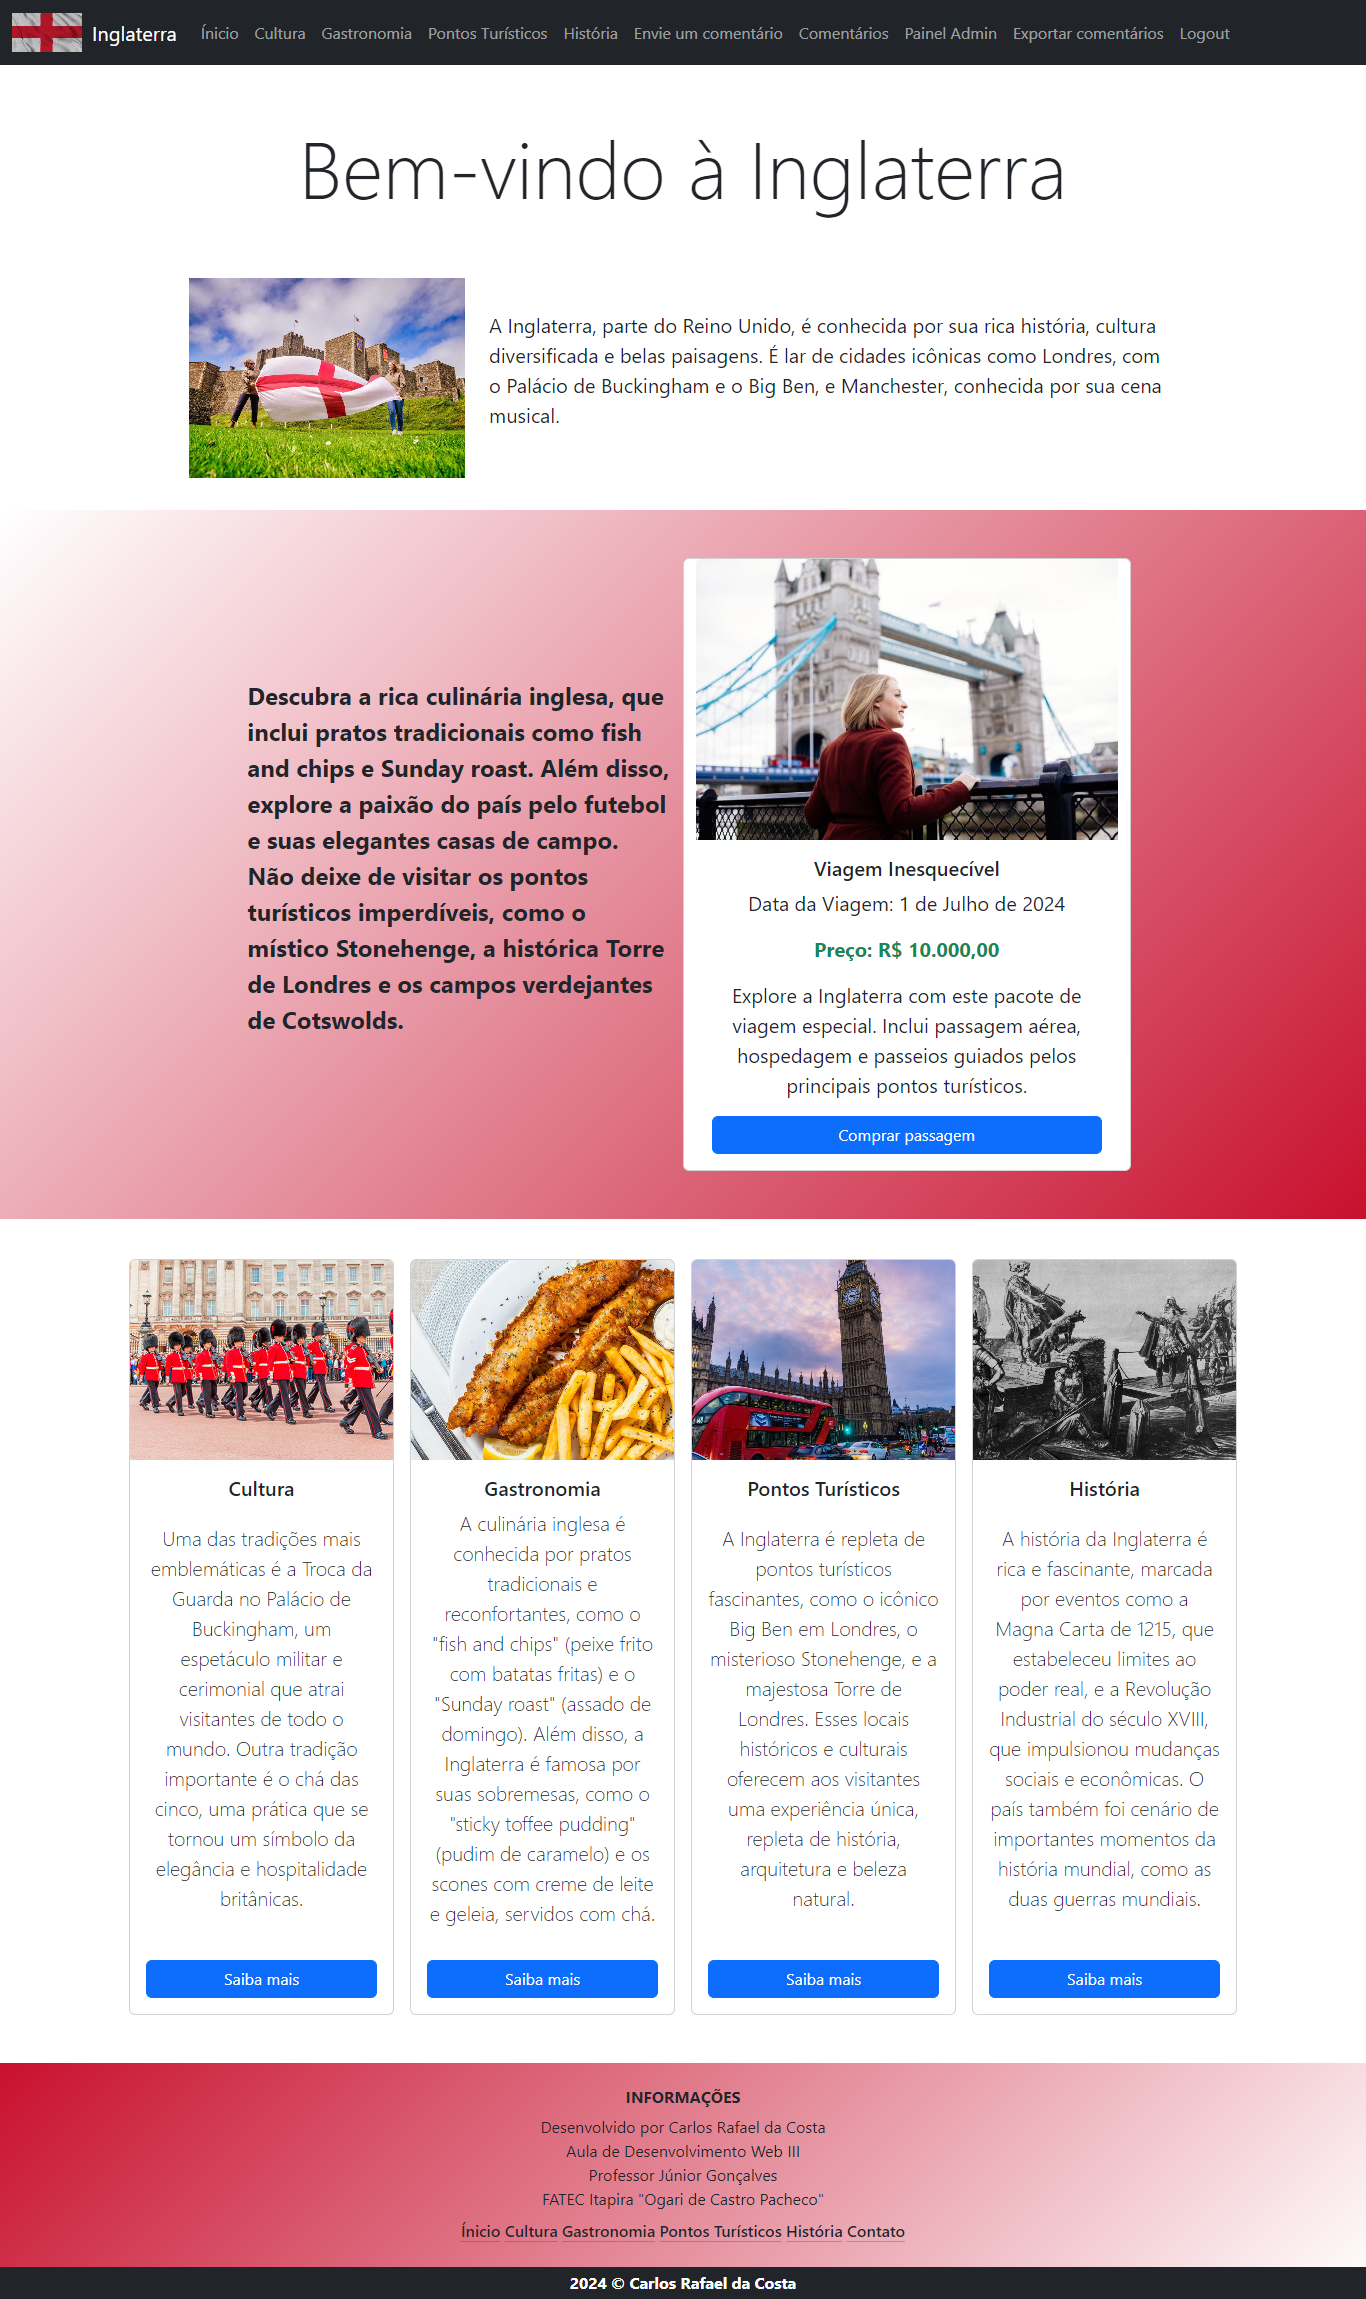 Inglaterra Ínicio Cultura Gastronomia Pontos Turísticos História Envie um comentário Comentários Painel Admin Exportar comentários Logout
Bem-vindo à Inglaterra
A Inglaterra, parte do Reino Unido, é conhecida por sua rica história, cultura
diversificada e belas paisagens. É lar de cidades icônicas como Londres, com
o Palácio de Buckingham e o Big Ben, e Manchester, conhecida por sua cena
musical.
Descubra a rica culinária inglesa, que
inclui pratos tradicionais como fish
and chips e Sunday roast. Além disso,
explore a paixão do país pelo futebol
e suas elegantes casas de campo.
Não deixe de visitar os pontos
turísticos imperdíveis, como o
místico Stonehenge, a histórica Torre
de Londres e os campos verdejantes
de Cotswolds.
Viagem Inesquecível
Data da Viagem: 1 de Julho de 2024
Preço: R$ 10.000,00
Explore a Inglaterra com este pacote de
viagem especial. Inclui passagem aérea,
hospedagem e passeios guiados pelos
principais pontos turísticos.
Comprar passagem
Cultura
Uma das tradições mais
emblemáticas é a Troca da
Guarda no Palácio de
Buckingham, um
espetáculo militar e
cerimonial que atrai
visitantes de todo o
mundo. Outra tradição
importante é o chá das
cinco, uma prática que se
tornou um símbolo da
elegância e hospitalidade
britânicas.
Saiba mais
Gastronomia
A culinária inglesa é
conhecida por pratos
tradicionais e
reconfortantes, como o
"fish and chips" (peixe frito
com batatas fritas) e o
"Sunday roast" (assado de
domingo). Além disso, a
Inglaterra é famosa por
suas sobremesas, como o
"sticky toffee pudding"
(pudim de caramelo) e os
scones com creme de leite
e geleia, servidos com chá.
Saiba mais
Pontos Turísticos
A Inglaterra é repleta de
pontos turísticos
fascinantes, como o icônico
Big Ben em Londres, o
misterioso Stonehenge, e a
majestosa Torre de
Londres. Esses locais
históricos e culturais
oferecem aos visitantes
uma experiência única,
repleta de história,
arquitetura e beleza
natural.
Saiba mais
História
A história da Inglaterra é
rica e fascinante, marcada
por eventos como a
Magna Carta de 1215, que
estabeleceu limites ao
poder real, e a Revolução
Industrial do século XVIII,
que impulsionou mudanças
sociais e econômicas. O
país também foi cenário de
importantes momentos da
história mundial, como as
duas guerras mundiais.
Saiba mais
INFORMAÇÕES
Desenvolvido por Carlos Rafael da Costa
Aula de Desenvolvimento Web III
Professor Júnior Gonçalves
FATEC Itapira "Ogari de Castro Pacheco"
Ínicio Cultura Gastronomia Pontos Turísticos História Contato
2024 © Carlos Rafael da Costa